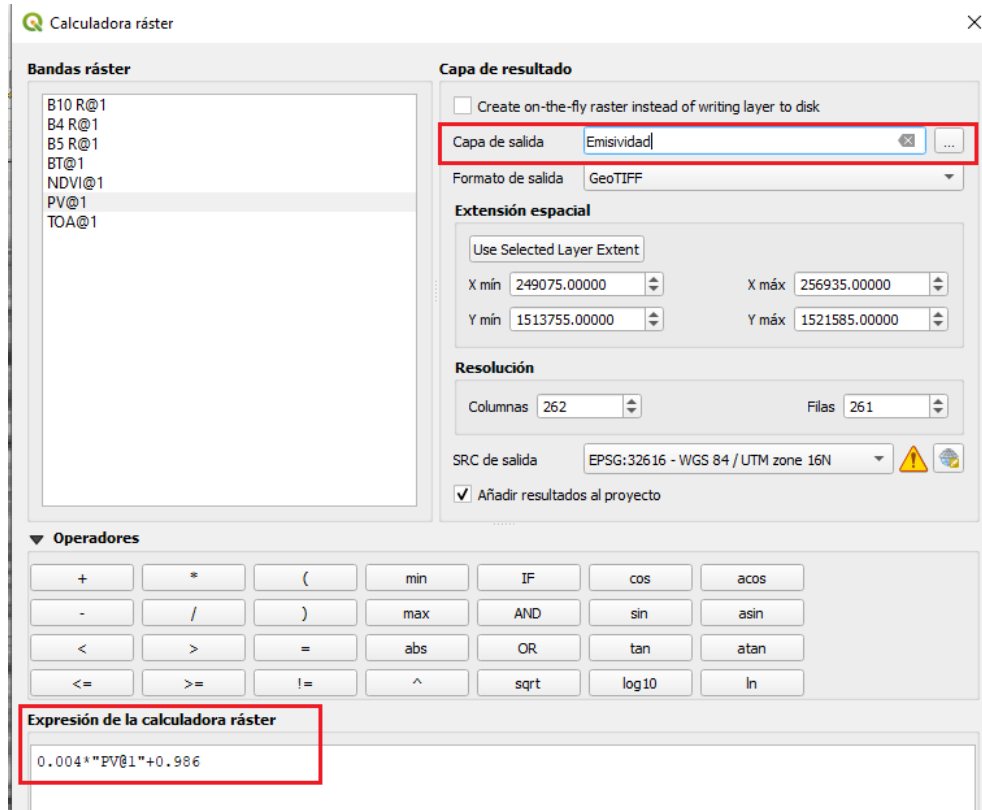 Calculadora ráster
Bandas ráster
B10 R@1
B4 R@1
B5 R@1
BT@1
NDVI@1
PV@1
TOA@1
Capa de resultado
Create on-the-fly raster instead of writing layer to disk
Capa de salida Emisividad ...
Formato de salida GeoTIFF
Extensión espacial
Use Selected Layer Extent
X mín 249075.00000 X máx 256935.00000
Y mín 1513755.00000 Y máx 1521585.00000
Resolución
Columnas 262 Filas 261
SRC de salida EPSG:32616 - WGS 84 / UTM zone 16N
Añadir resultados al proyecto
Operadores
+ * ( min IF cos acos
- / ) max AND sin asin
< > = abs OR tan atan
<= >= != ^ sqrt log10 ln
Expresión de la calculadora ráster
0.004*"PV@1"+0.986